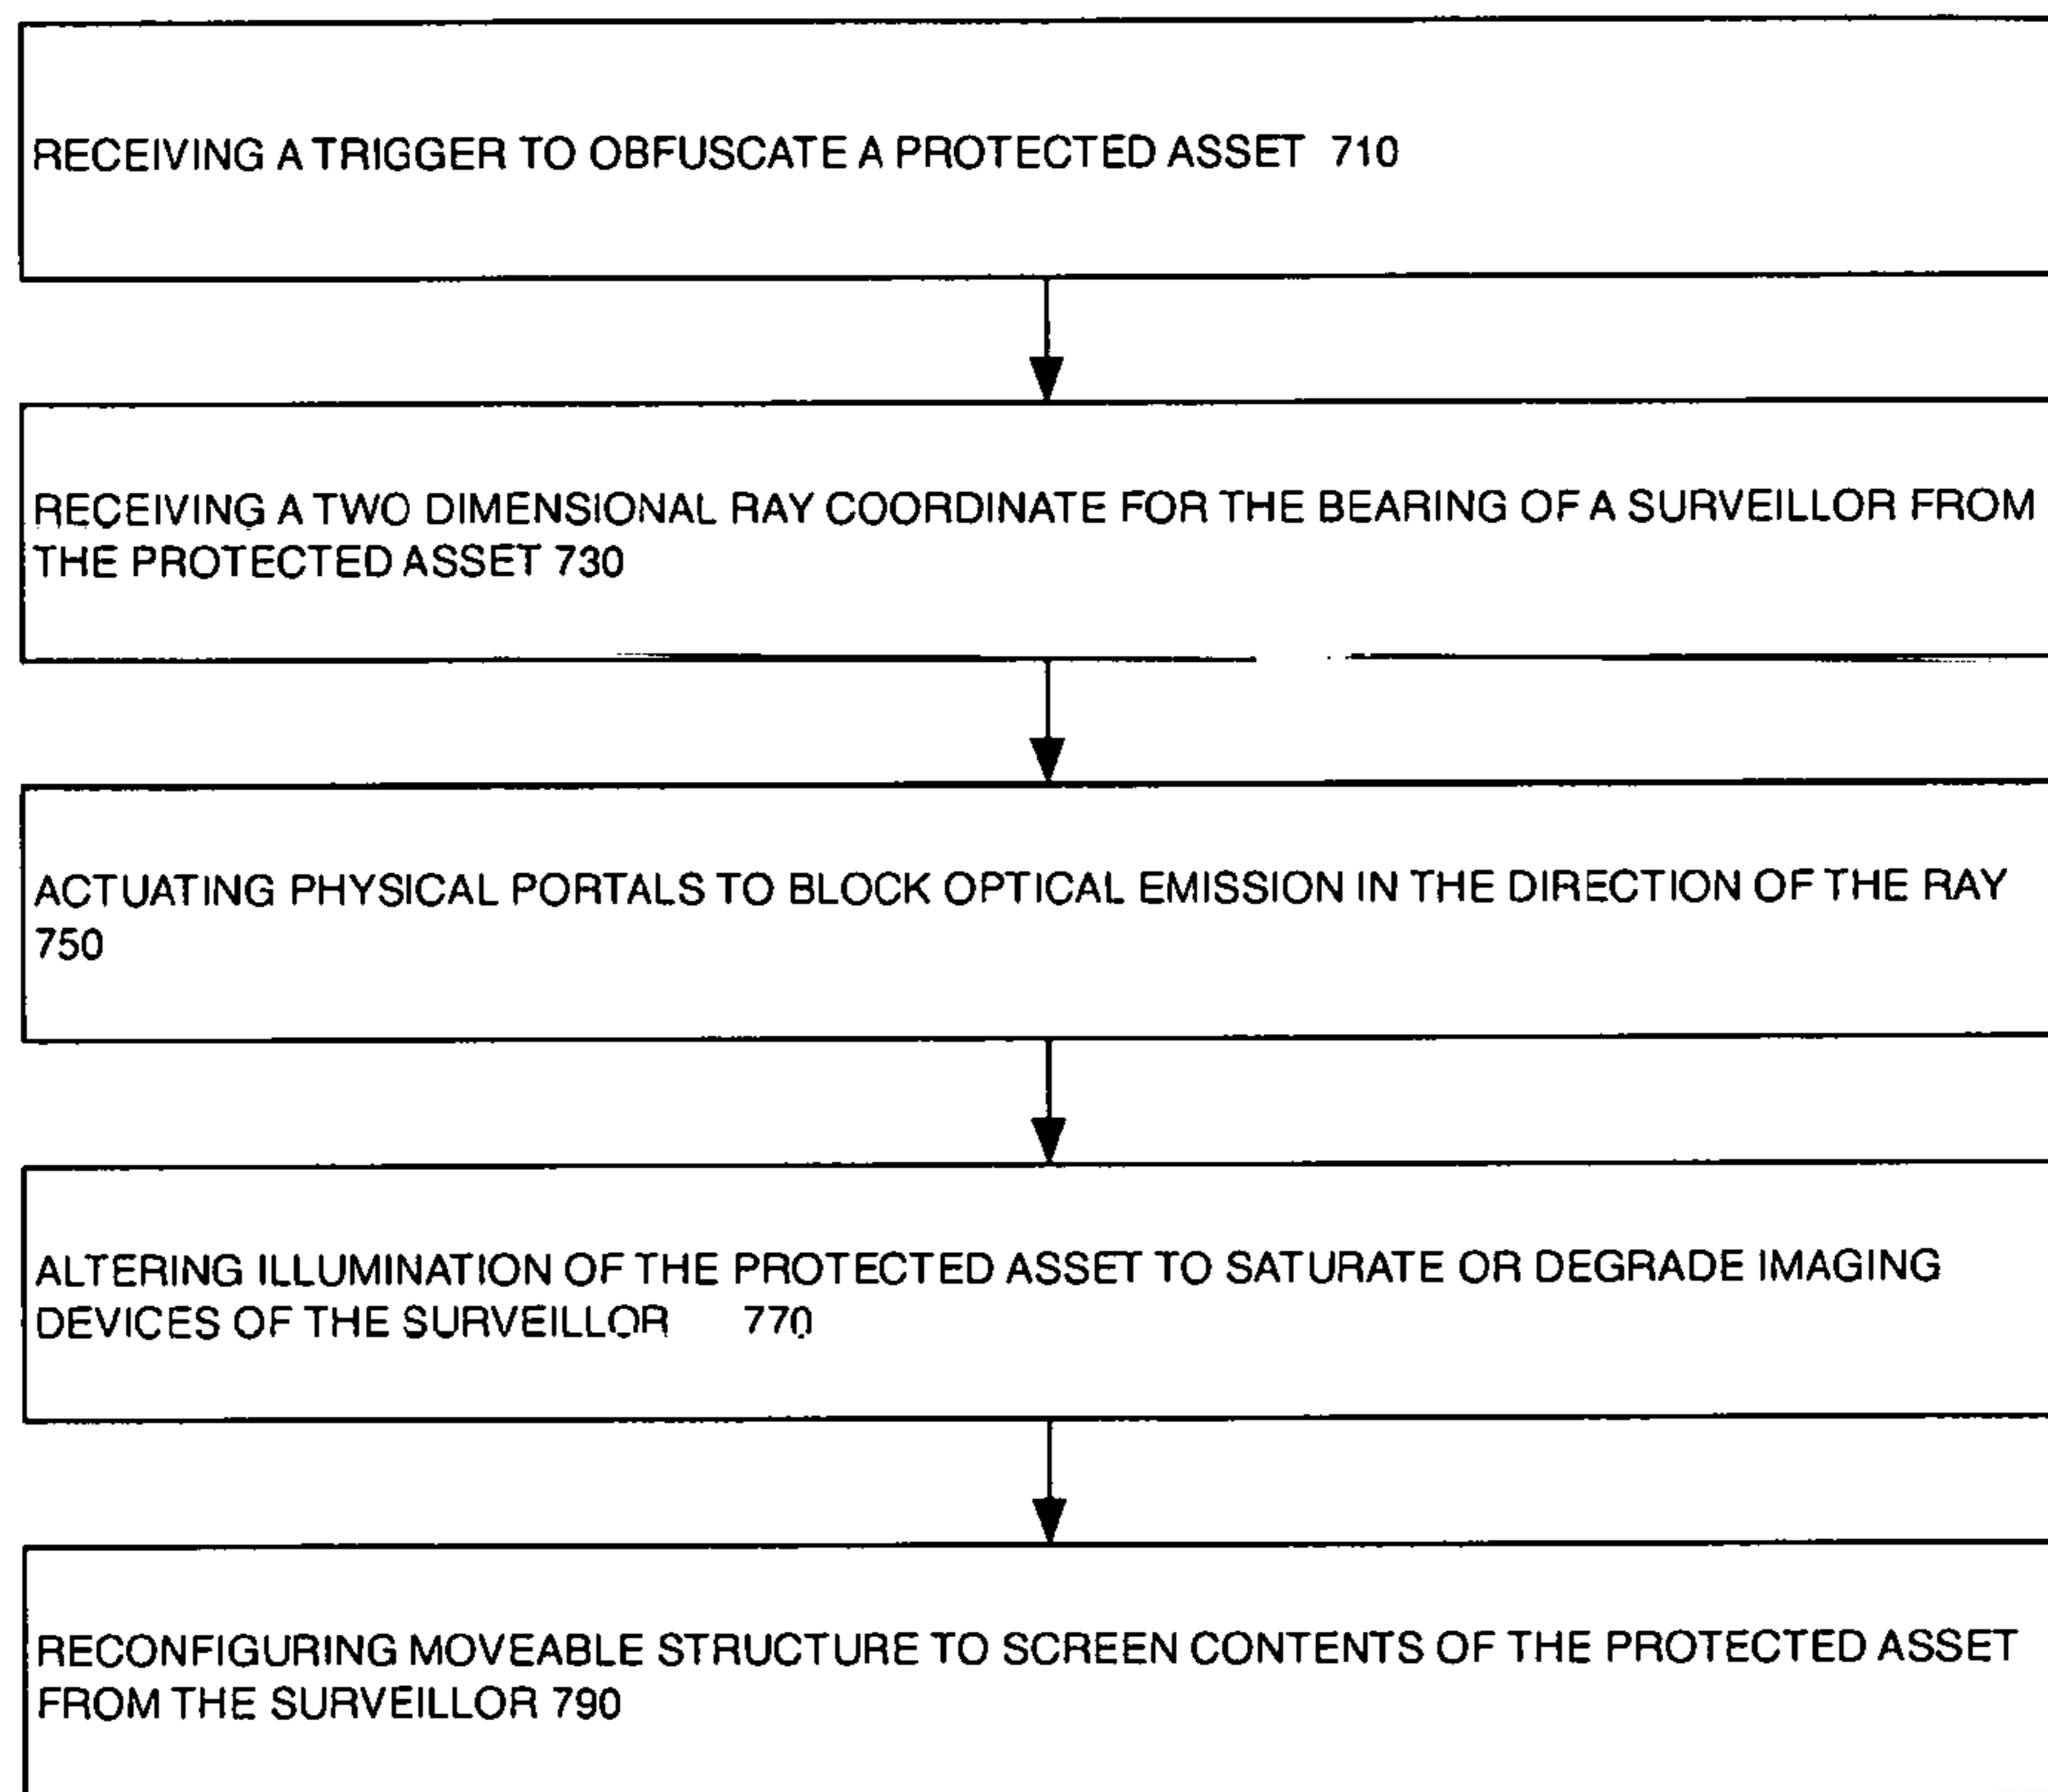 RECEIVING A TRIGGER TO OBFUSCATE A PROTECTED ASSET 710
RECEIVING A TWO DIMENSIONAL RAY COORDINATE FOR THE BEARING OF A SURVEILLOR FROM
THE PROTECTED ASSET 730
ACTUATING PHYSICAL PORTALS TO BLOCK OPTICAL EMISSION IN THE DIRECTION OF THE RAY
750
ALTERING ILLUMINATION OF THE PROTECTED ASSET TO SATURATE OR DEGRADE IMAGING
DEVICES OF THE SURVEILLOR 770
RECONFIGURING MOVEABLE STRUCTURE TO SCREEN CONTENTS OF THE PROTECTED ASSET
FROM THE SURVEILLOR 790